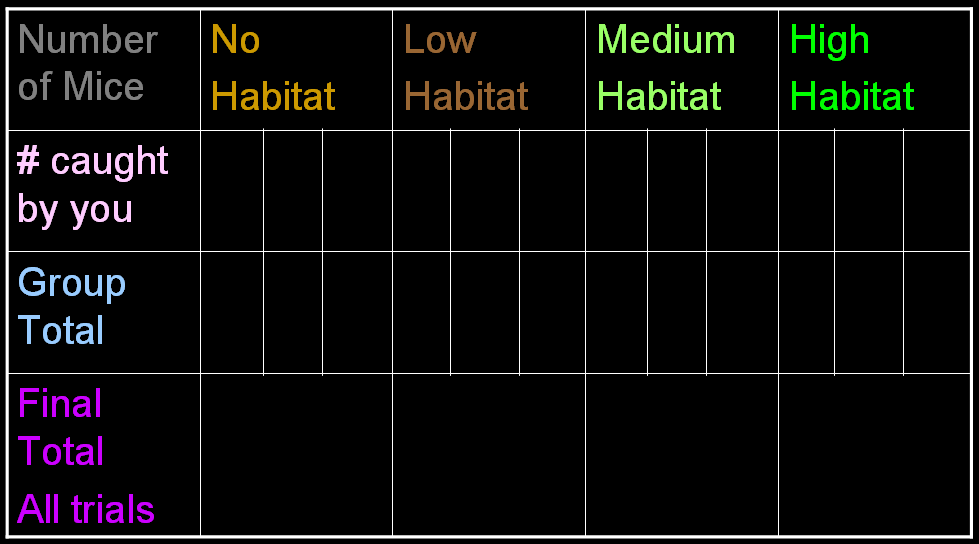 Number
of Mice
No
Habitat
Low
Habitat
Medium
Habitat
High
Habitat
# caught
by you
Group
Total
Final
Total
All trials